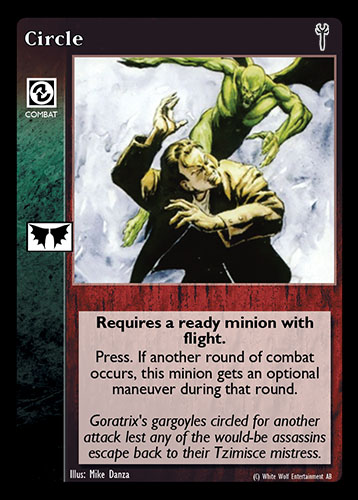 Circle
COMBAT
Requires a ready minion with
flight.
Press. If another round of combat
occurs, this minion gets an optional
maneuver during that round.
Goratrix's gargoyles circled for another
attack lest any of the would-be assassins
escape back to their Tzimisce mistress.
Illus: Mike Danza
(C) White Wolf Entertainment AB